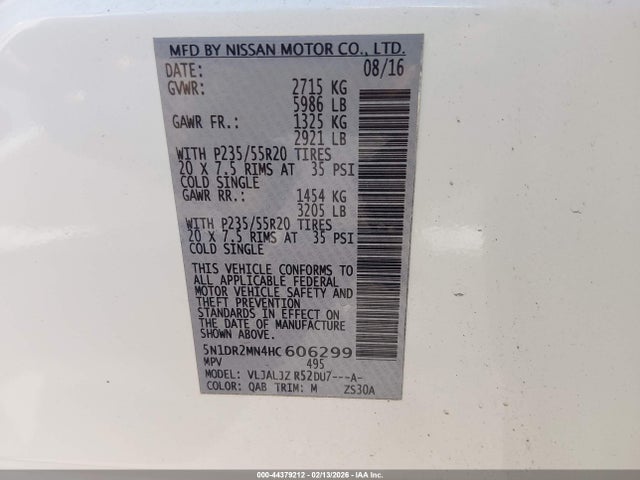 MFD BY NISSAN MOTOR CO., LTD.
DATE: 08/16
GVWR: 2715 KG
5986 LB
GAWR FR.: 1325 KG
2921 LB
WITH P235/55R20 TIRES
20 X 7.5 RIMS AT 35 PSI
COLD SINGLE
GAWR RR.: 1454 KG
3205 LB
WITH P235/55R20 TIRES
20 X 7.5 RIMS AT 35 PSI
COLD SINGLE
THIS VEHICLE CONFORMS TO
ALL APPLICABLE FEDERAL
MOTOR VEHICLE SAFETY AND
THEFT PREVENTION
STANDARDS IN EFFECT ON
THE DATE OF MANUFACTURE
SHOWN ABOVE.
5N1DR2MN4HC606299
MPV 495
MODEL: VLJALJZ R52DU7---A-
COLOR: QAB TRIM: M ZS30A
000-44379212 - 02/13/2026 - IAA Inc.